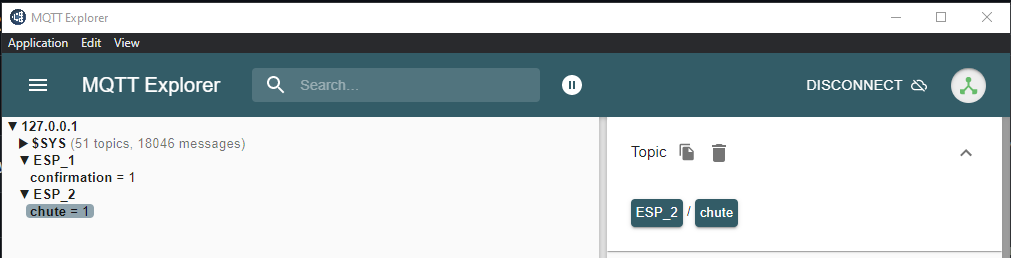 MQTT Explorer
Application Edit View
MQTT Explorer Search... DISCONNECT
127.0.0.1
$SYS (51 topics, 18046 messages)
ESP_1
confirmation = 1
ESP_2
chute = 1
Topic
ESP_2 / chute